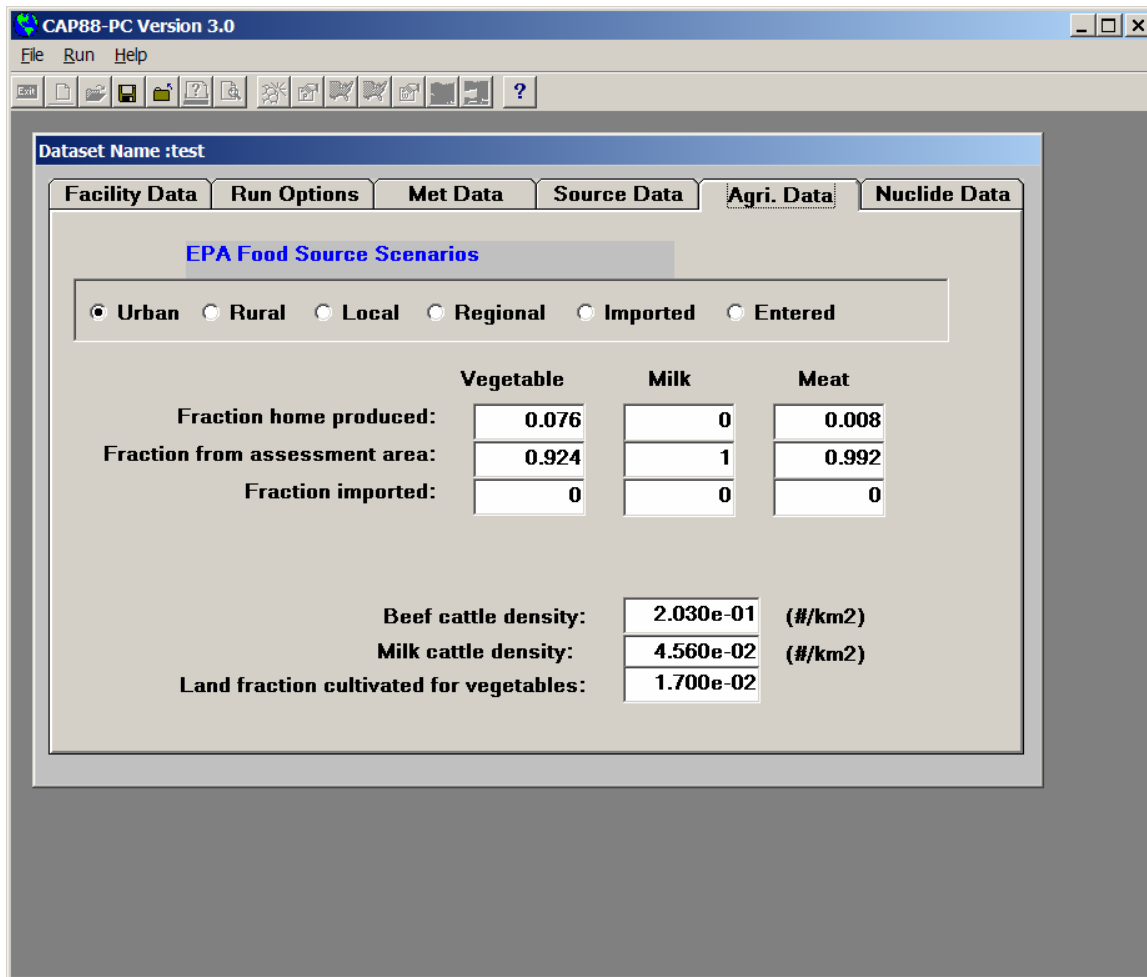 CAP88-PC Version 3.0
File Run Help
Exit ? ?
Dataset Name :test
Facility Data Run Options Met Data Source Data Agri. Data Nuclide Data
EPA Food Source Scenarios
Urban Rural Local Regional Imported Entered
Vegetable Milk Meat
Fraction home produced: 0.076 0 0.008
Fraction from assessment area: 0.924 1 0.992
Fraction imported: 0 0 0
Beef cattle density: 2.030e-01 (#/km2)
Milk cattle density: 4.560e-02 (#/km2)
Land fraction cultivated for vegetables: 1.700e-02